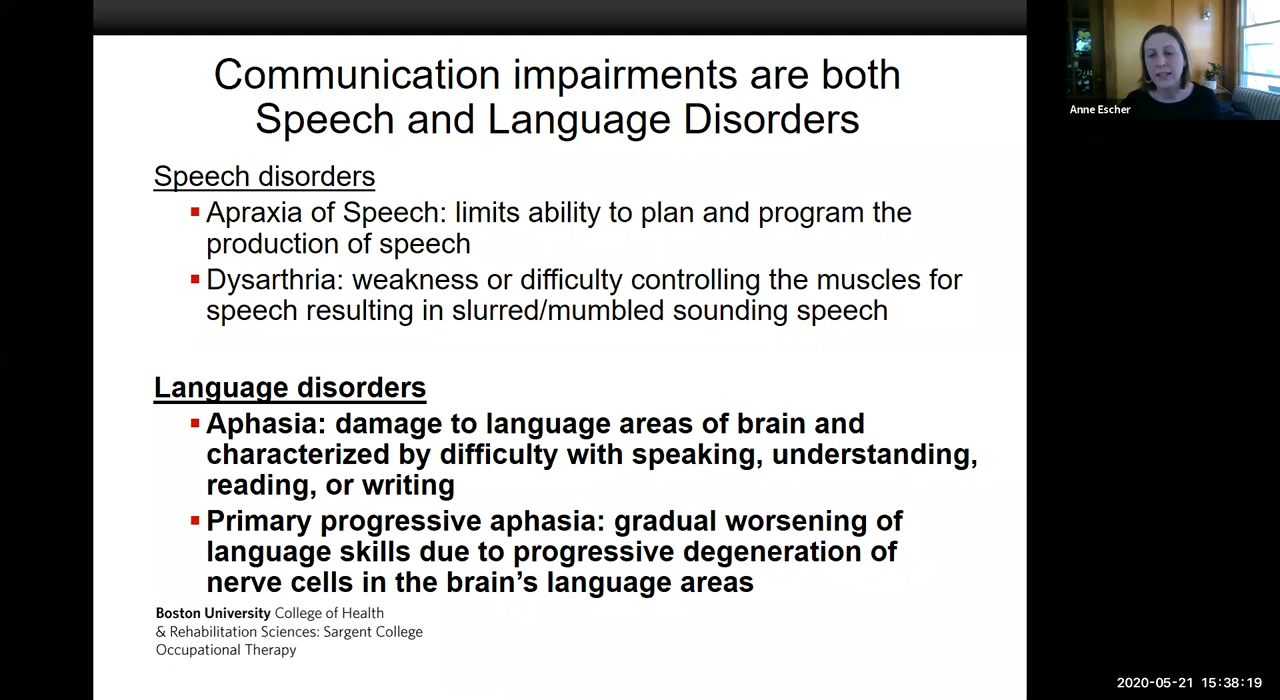 Communication impairments are both
Speech and Language Disorders
Speech disorders
Apraxia of Speech: limits ability to plan and program the
production of speech
Dysarthria: weakness or difficulty controlling the muscles for
speech resulting in slurred/mumbled sounding speech
Language disorders
Aphasia: damage to language areas of brain and
characterized by difficulty with speaking, understanding,
reading, or writing
Primary progressive aphasia: gradual worsening of
language skills due to progressive degeneration of
nerve cells in the brain’s language areas
Boston University College of Health
& Rehabilitation Sciences: Sargent College
Occupational Therapy
Anne Escher
2020-05-21 15:38:19